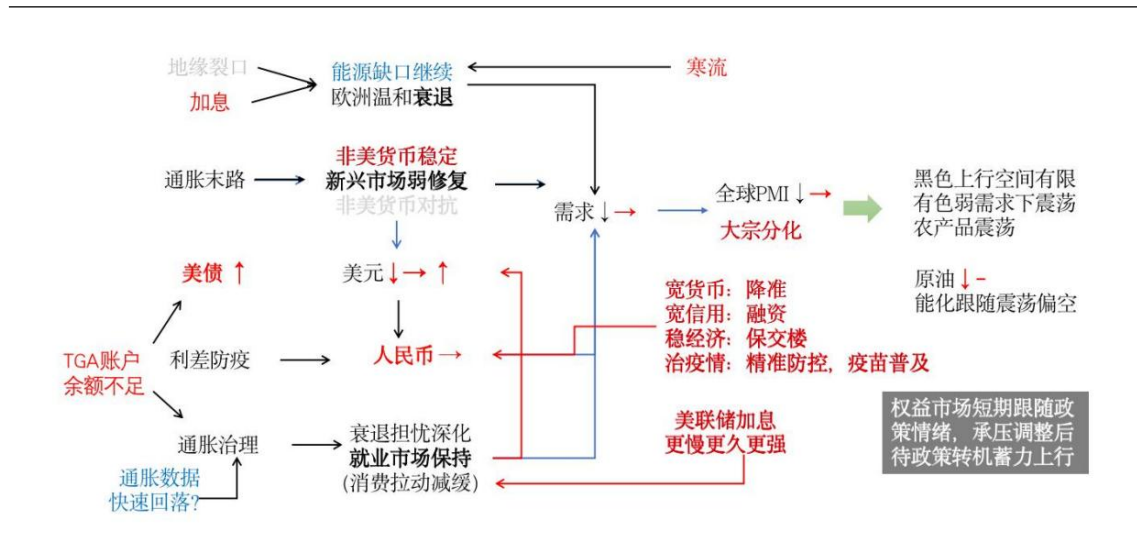 地缘裂口
加息
能源缺口继续
欧洲温和衰退
寒流
通胀末路
非美货币稳定
新兴市场弱修复
非美货币对抗
需求↓→
全球PMI↓→
大宗分化
黑色上行空间有限
有色弱需求下震荡
农产品震荡
原油↓-
能化跟随震荡偏空
美债↑
美元↓→↑
宽货币：降准
宽信用：融资
稳经济：保交楼
治疫情：精准防控，疫苗普及
TGA账户
余额不足
利差防疫
人民币→
通胀治理
衰退担忧深化
就业市场保持
(消费拉动减缓)
美联储加息
更慢更久更强
权益市场短期跟随政
策情绪，承压调整后
待政策转机蓄力上行
通胀数据
快速回落?